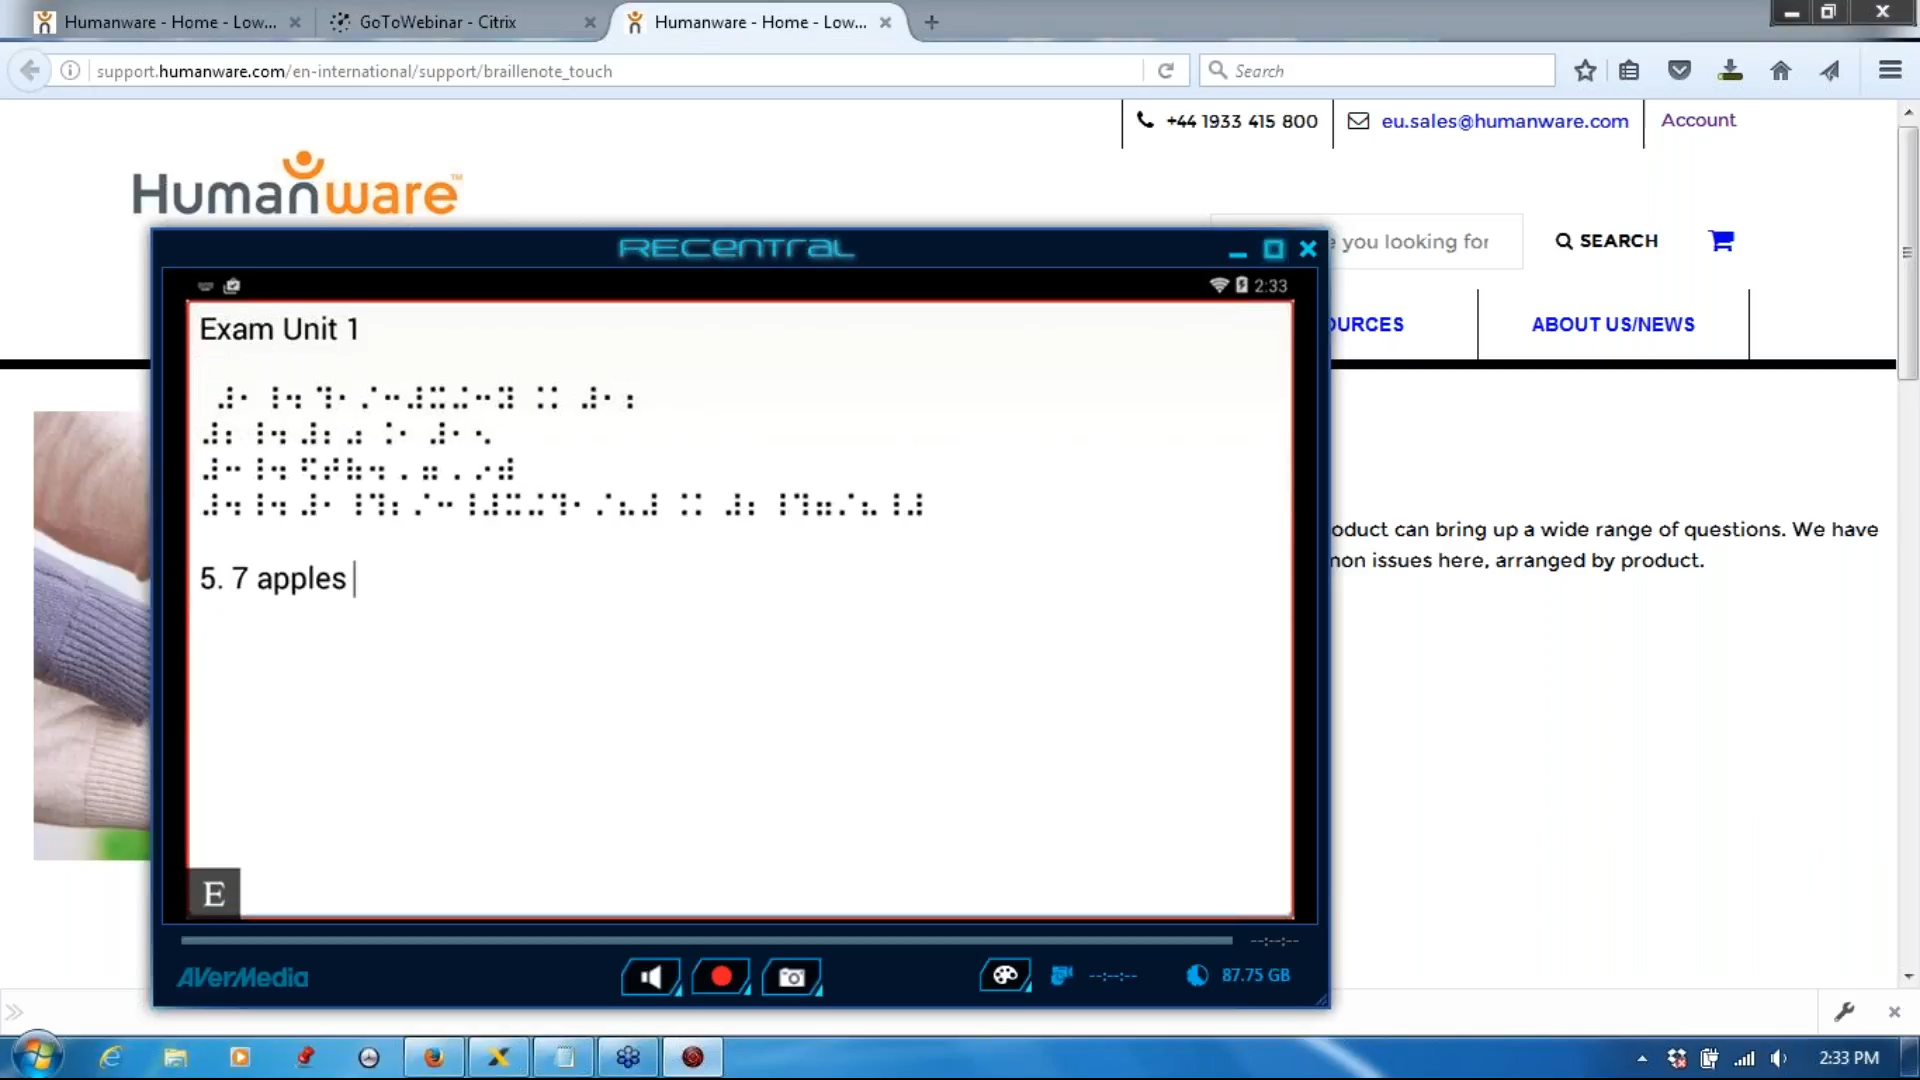 Humanware - Home - Low...
GoToWebinar - Citrix
Humanware - Home - Low...
support.humanware.com/en-international/support/braillenote_touch
Search
+44 1933 415 800
eu.sales@humanware.com
Account
Humanware™
RECentral
e you looking for
SEARCH
2:33
Exam Unit 1
OURCES
ABOUT US/NEWS
oduct can bring up a wide range of questions. We have
mon issues here, arranged by product.
5. 7 apples
E
--:--:--
AVerMedia
--:--:--
87.75 GB
2:33 PM